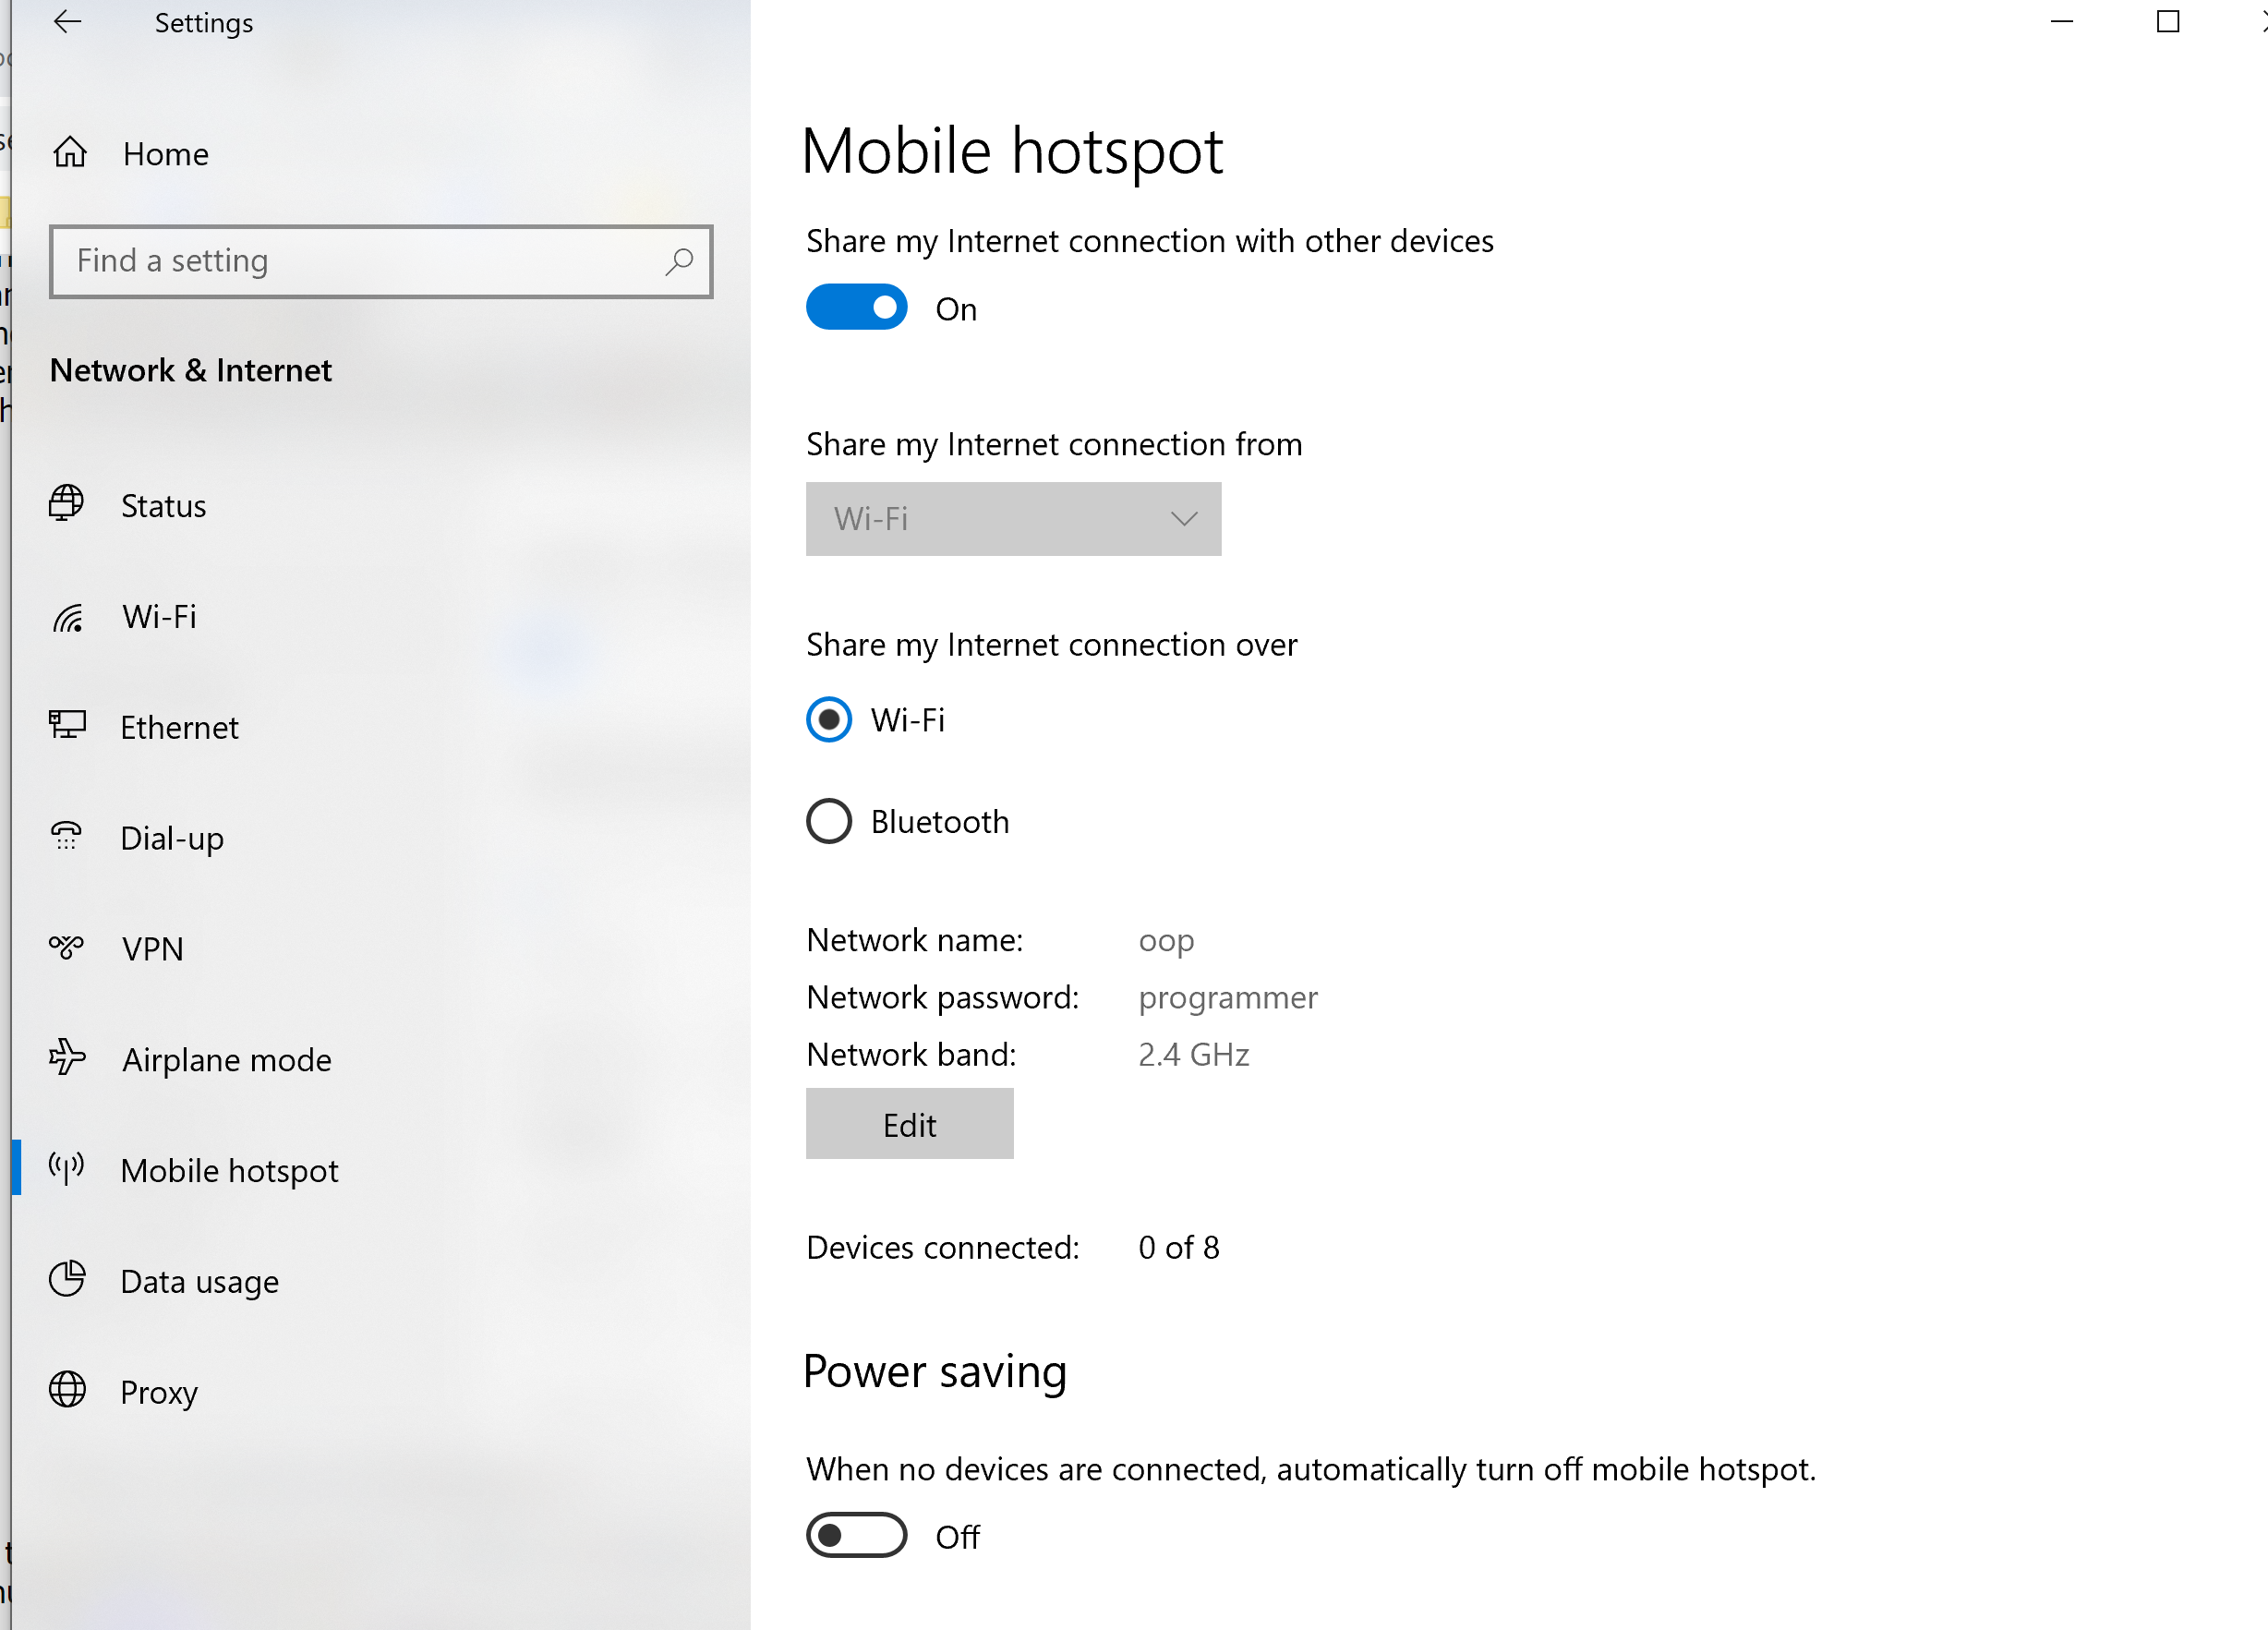 Settings
Home
Find a setting
Network & Internet
Status
Wi-Fi
Ethernet
Dial-up
VPN
Airplane mode
Mobile hotspot
Data usage
Proxy
Mobile hotspot
Share my Internet connection with other devices
On
Share my Internet connection from
Wi-Fi
Share my Internet connection over
Wi-Fi
Bluetooth
Network name: oop
Network password: programmer
Network band: 2.4 GHz
Edit
Devices connected: 0 of 8
Power saving
When no devices are connected, automatically turn off mobile hotspot.
Off